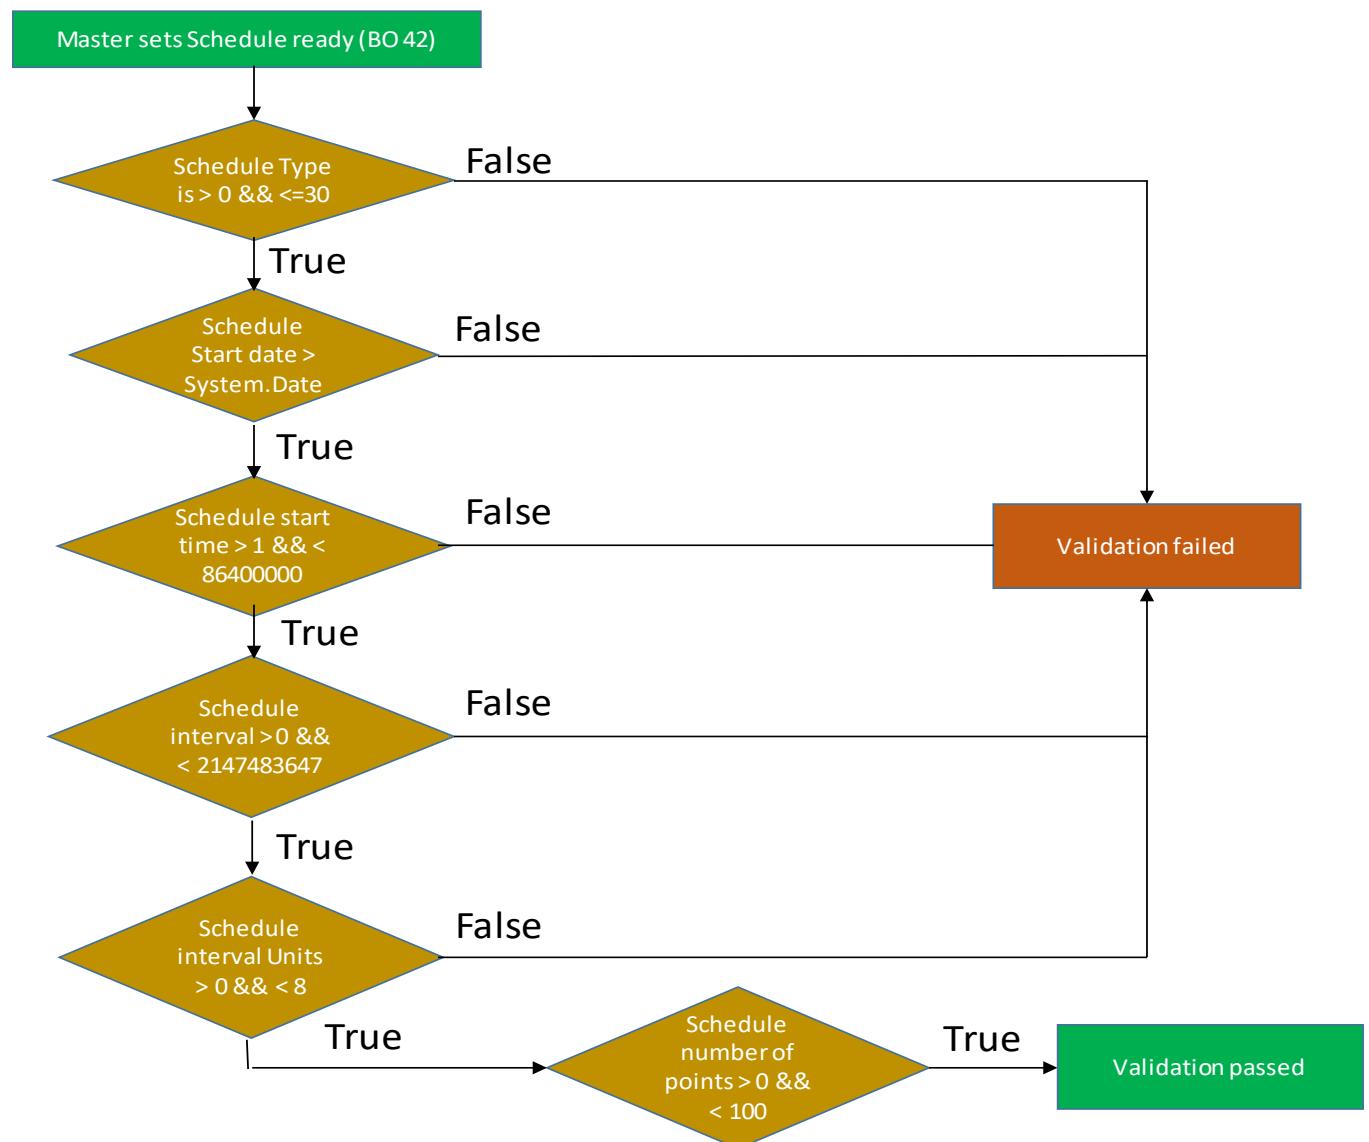 Master sets Schedule ready (BO 42)
Schedule Type
is > 0 && <=30
False
True
Schedule
Start date >
System.Date
False
True
Schedule start
time > 1 && <
86400000
False
Validation failed
True
Schedule
interval >0 &&
< 2147483647
False
True
Schedule
interval Units
> 0 && < 8
False
True
Schedule
number of
points > 0 &&
< 100
True
Validation passed